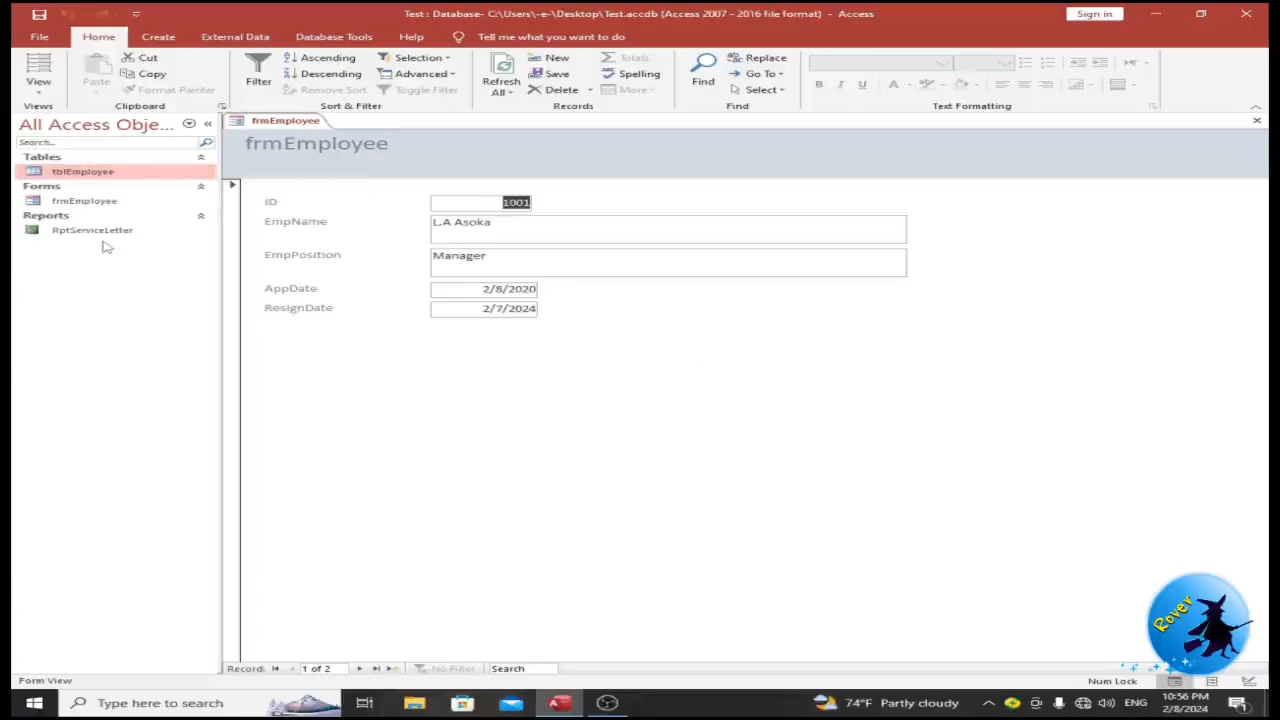 Test : Database- C:\Users\-e-\Desktop\Test.accdb (Access 2007 - 2016 file format) - Access
Sign in
File Home Create External Data Database Tools Help Tell me what you want to do
View
Views
Paste
Cut
Copy
Format Painter
Clipboard
Filter
Ascending
Descending
Remove Sort
Selection
Advanced
Toggle Filter
Sort & Filter
Refresh
All
New
Save
Delete
Totals
Spelling
More
Records
Find
Replace
Go To
Select
Find
B I U A
Text Formatting
All Access Obje...
Search...
Tables
tblEmployee
Forms
frmEmployee
Reports
RptServiceLetter
frmEmployee
frmEmployee
ID 1001
EmpName L.A Asoka
EmpPosition Manager
AppDate 2/8/2020
ResignDate 2/7/2024
Record: 1 of 2 No Filter Search
Form View
Num Lock
Rover
Type here to search
74°F Partly cloudy
ENG
10:56 PM
2/8/2024